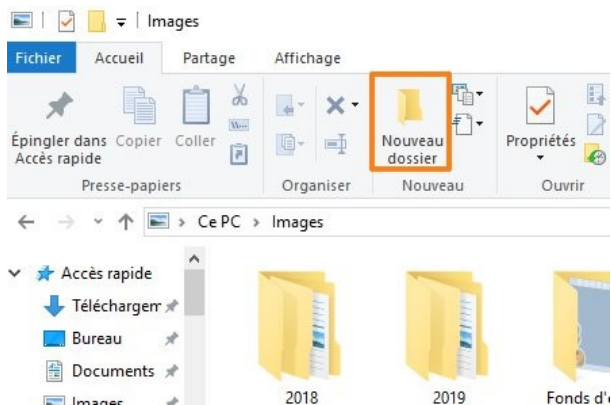 Images
Fichier Accueil Partage Affichage
Épingler dans
Accès rapide
Copier
Coller
Nouveau
dossier
Propriétés
Presse-papiers Organiser Nouveau Ouvrir
Ce PC > Images
Accès rapide
Télécharger
Bureau
Documents
Images
2018 2019 Fonds d'